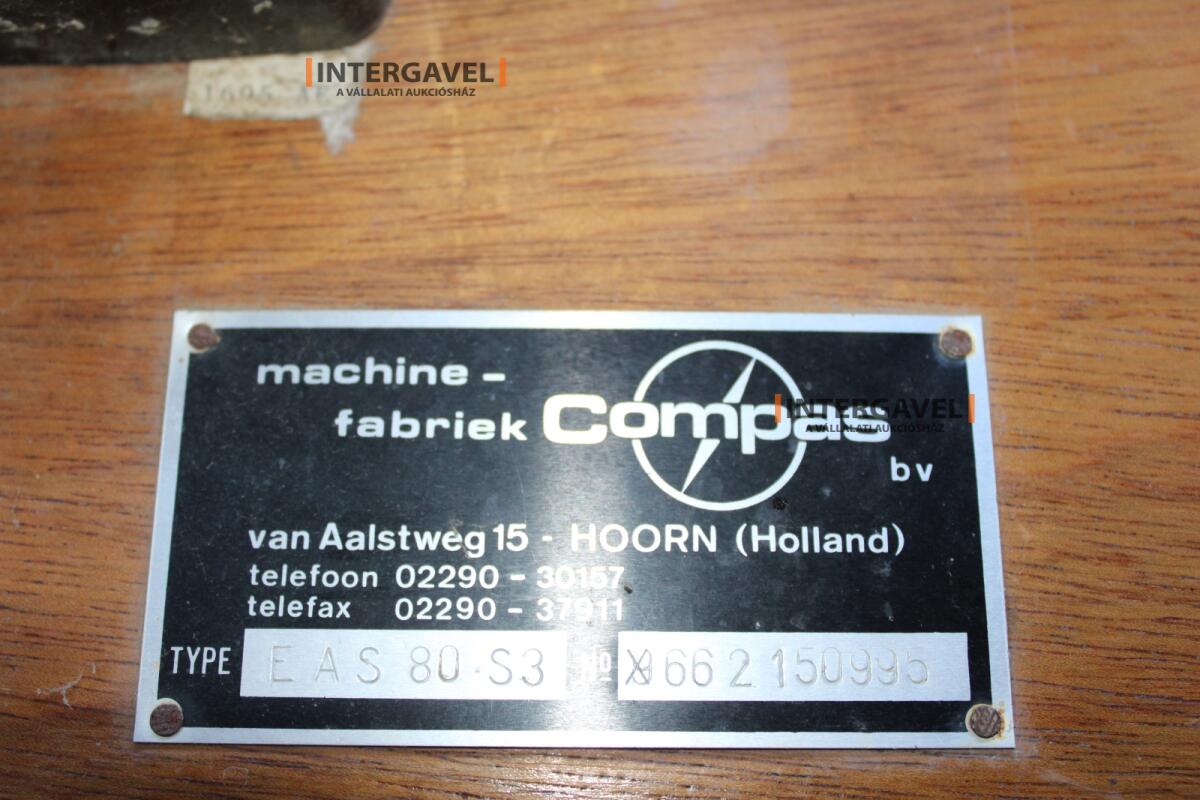 INTERGAVEL
A VÁLLALATI AUKCIÓSHÁZ
machine -
fabriek Compas
INTERGAVEL
A VÁLLALATI AUKCIÓSHÁZ
bv
van Aalstweg 15 - HOORN (Holland)
telefoon 02290 - 30157
telefax 02290 - 37911
TYPE EAS 80 S3 No 662150995